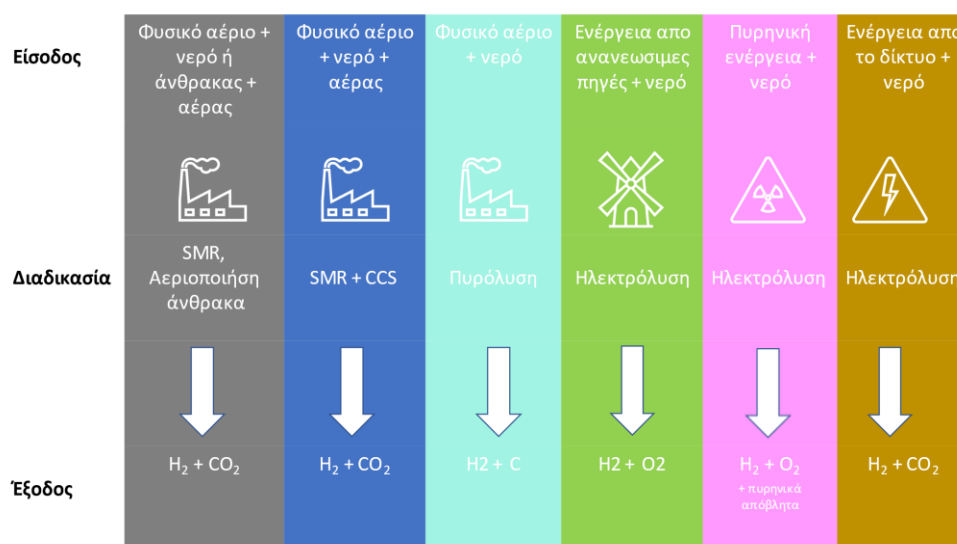 Είσοδος
Φυσικό αέριο +
νερό ή
άνθρακας +
αέρας
Φυσικό αέριο
+ νερό +
αέρας
Φυσικό αέριο
+ νερό
Ενέργεια απο
ανανεωσιμες
πηγές + νερό
Πυρηνική
ενέργεια +
νερό
Ενέργεια απο
το δίκτυο +
νερό
Διαδικασία
SMR,
Αεριοποιήση
άνθρακα
SMR + CCS
Πυρόλυση
Ηλεκτρόλυση
Ηλεκτρόλυση
Ηλεκτρόλυση
Έξοδος
H₂ + CO₂
H₂ + CO₂
H2 + C
H2 + O2
H₂ + O₂
+ πυρηνικά
απόβλητα
H₂ + CO₂